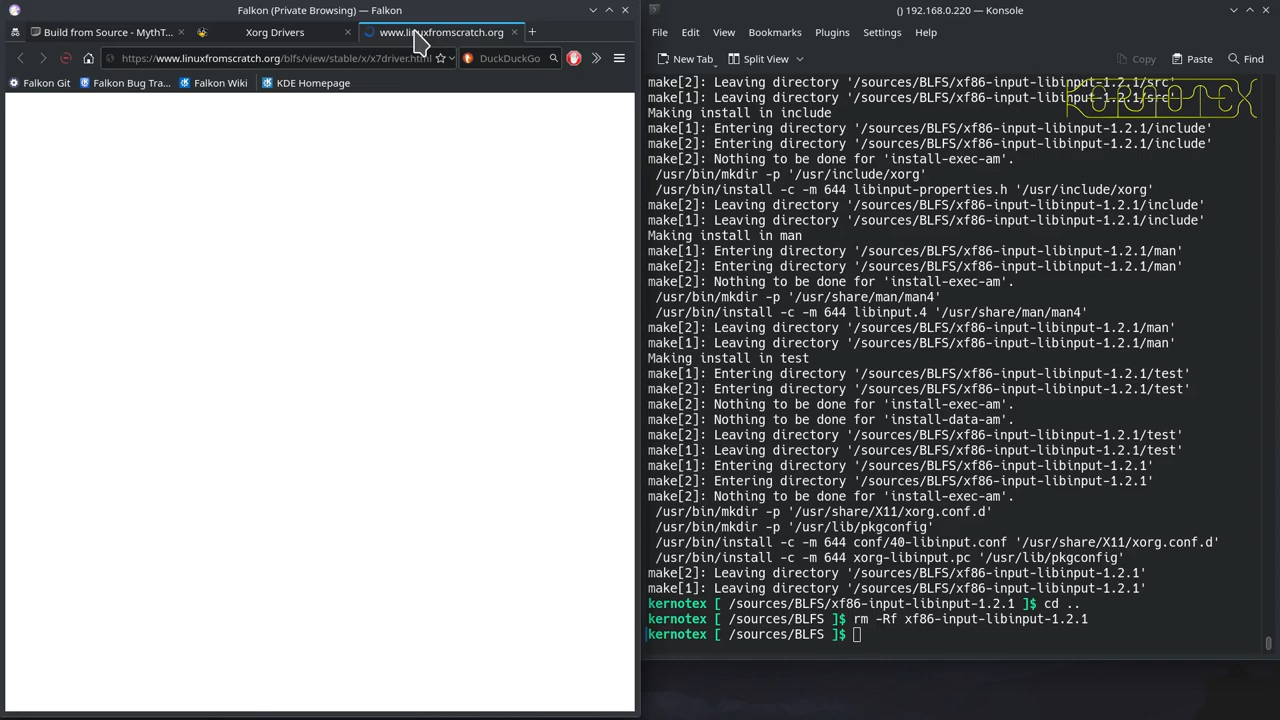 Falkon (Private Browsing) — Falkon
Build from Source - MythT...
Xorg Drivers
www.linuxfromscratch.org
https://www.linuxfromscratch.org/blfs/view/stable/x/x7driver.html
DuckDuckGo
Falkon Git
Falkon Bug Tra...
Falkon Wiki
KDE Homepage
() 192.168.0.220 — Konsole
File Edit View Bookmarks Plugins Settings Help
New Tab
Split View
Copy
Paste
Find
KERNOTEX
make[2]: Leaving directory '/sources/BLFS/xf86-input-libinput-1.2.1/src'
make[1]: Leaving directory '/sources/BLFS/xf86-input-libinput-1.2.1/src'
Making install in include
make[1]: Entering directory '/sources/BLFS/xf86-input-libinput-1.2.1/include'
make[2]: Entering directory '/sources/BLFS/xf86-input-libinput-1.2.1/include'
make[2]: Nothing to be done for 'install-exec-am'.
/usr/bin/mkdir -p '/usr/include/xorg'
/usr/bin/install -c -m 644 libinput-properties.h '/usr/include/xorg'
make[2]: Leaving directory '/sources/BLFS/xf86-input-libinput-1.2.1/include'
make[1]: Leaving directory '/sources/BLFS/xf86-input-libinput-1.2.1/include'
Making install in man
make[1]: Entering directory '/sources/BLFS/xf86-input-libinput-1.2.1/man'
make[2]: Entering directory '/sources/BLFS/xf86-input-libinput-1.2.1/man'
make[2]: Nothing to be done for 'install-exec-am'.
/usr/bin/mkdir -p '/usr/share/man/man4'
/usr/bin/install -c -m 644 libinput.4 '/usr/share/man/man4'
make[2]: Leaving directory '/sources/BLFS/xf86-input-libinput-1.2.1/man'
make[1]: Leaving directory '/sources/BLFS/xf86-input-libinput-1.2.1/man'
Making install in test
make[1]: Entering directory '/sources/BLFS/xf86-input-libinput-1.2.1/test'
make[2]: Entering directory '/sources/BLFS/xf86-input-libinput-1.2.1/test'
make[2]: Nothing to be done for 'install-exec-am'.
make[2]: Nothing to be done for 'install-data-am'.
make[2]: Leaving directory '/sources/BLFS/xf86-input-libinput-1.2.1/test'
make[1]: Leaving directory '/sources/BLFS/xf86-input-libinput-1.2.1/test'
make[1]: Entering directory '/sources/BLFS/xf86-input-libinput-1.2.1'
make[2]: Entering directory '/sources/BLFS/xf86-input-libinput-1.2.1'
make[2]: Nothing to be done for 'install-exec-am'.
/usr/bin/mkdir -p '/usr/share/X11/xorg.conf.d'
/usr/bin/mkdir -p '/usr/lib/pkgconfig'
/usr/bin/install -c -m 644 conf/40-libinput.conf '/usr/share/X11/xorg.conf.d'
/usr/bin/install -c -m 644 xorg-libinput.pc '/usr/lib/pkgconfig'
make[2]: Leaving directory '/sources/BLFS/xf86-input-libinput-1.2.1'
make[1]: Leaving directory '/sources/BLFS/xf86-input-libinput-1.2.1'
kernotex [ /sources/BLFS/xf86-input-libinput-1.2.1 ]$ cd ..
kernotex [ /sources/BLFS ]$ rm -Rf xf86-input-libinput-1.2.1
kernotex [ /sources/BLFS ]$